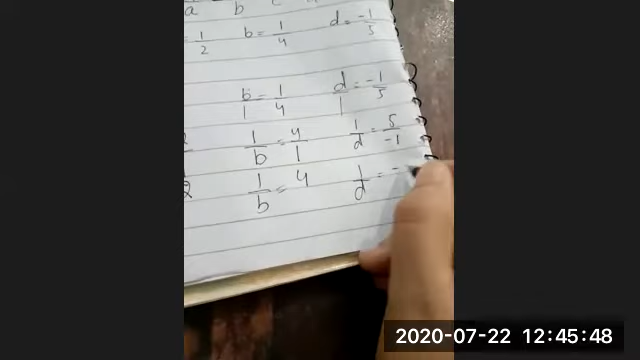 a b c
= 1/2 b = 1/4 d = -1/5
b/1 = 1/4 d/1 = -1/5
1/b = 4/1 1/d = 5/-1
2 1/b = 4 1/d = -
2020-07-22 12:45:48